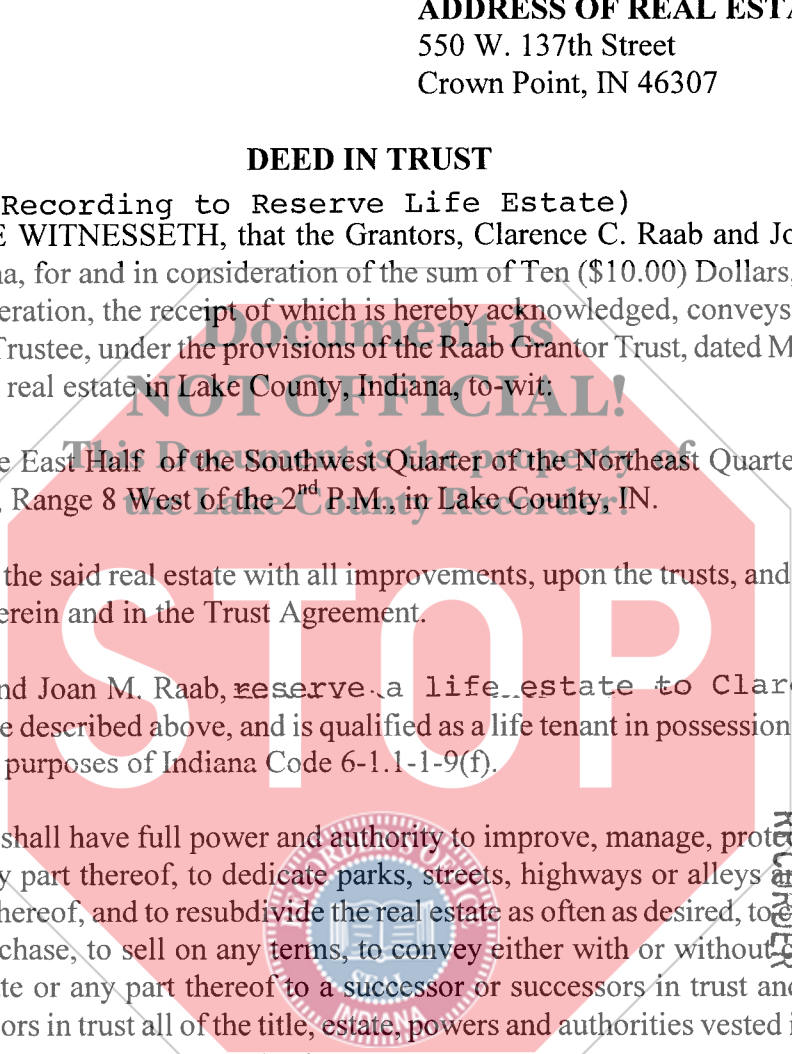 ADDRESS OF REAL ESTA
550 W. 137th Street
Crown Point, IN 46307
DEED IN TRUST
Recording to Reserve Life Estate)
E WITNESSETH, that the Grantors, Clarence C. Raab and Jo
na, for and in consideration of the sum of Ten ($10.00) Dollars,
eration, the receipt of which is hereby acknowledged, conveys
Trustee, under the provisions of the Raab Grantor Trust, dated M
real estate in Lake County, Indiana, to-wit:
Document is
NOT OFFICIAL!
This Document is the property of
the Lake County Recorder!
e East Half of the Southwest Quarter of the Northeast Quarte
, Range 8 West of the 2nd P.M., in Lake County, IN.
STOP
the said real estate with all improvements, upon the trusts, and
erein and in the Trust Agreement.
nd Joan M. Raab, reserve a life estate to Clar
e described above, and is qualified as a life tenant in possession
purposes of Indiana Code 6-1.1-1-9(f).
shall have full power and authority to improve, manage, prote
y part thereof, to dedicate parks, streets, highways or alleys a
hereof, and to resubdivide the real estate as often as desired, to
chase, to sell on any terms, to convey either with or without
te or any part thereof to a successor or successors in trust and
ors in trust all of the title, estate, powers and authorities vested i
RECORDER'S OFFICE
SEAL
INDIANA
RECORDER